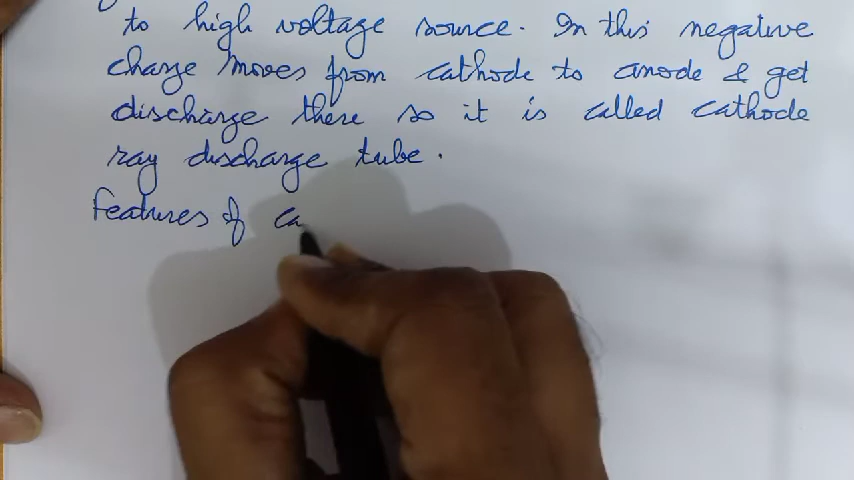 to high voltage source. In this negative
charge moves from cathode to anode & get
discharge there so it is called cathode
ray discharge tube.
Features of ca